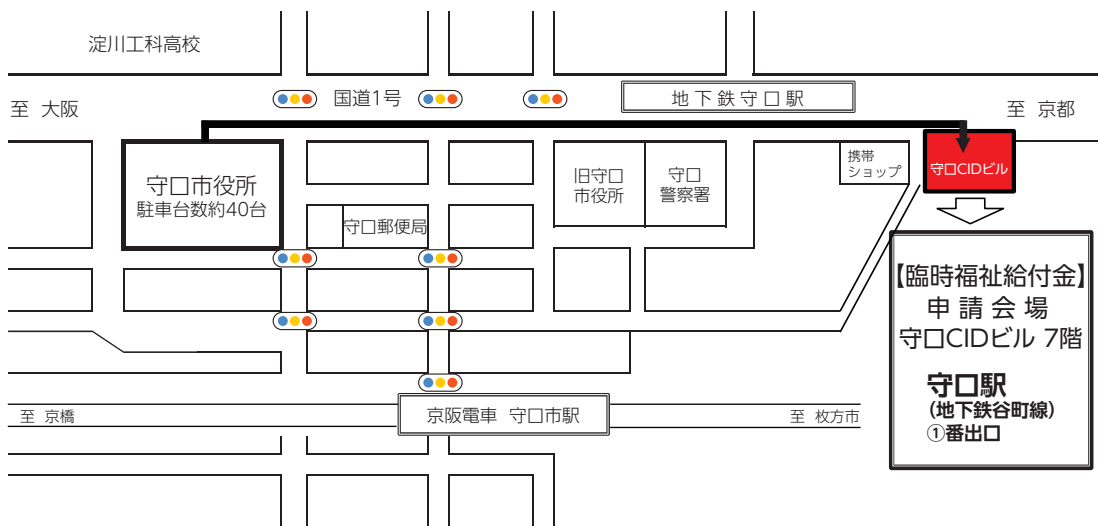 淀川工科高校
至 大阪
国道1号
地下鉄守口駅
至 京都
守口市役所
駐車台数約40台
旧守口
市役所
守口
警察署
携帯
ショップ
守口CIDビル
守口郵便局
【臨時福祉給付金】
申請会場
守口CIDビル 7階
守口駅
(地下鉄谷町線)
①番出口
至 京橋
京阪電車 守口市駅
至 枚方市